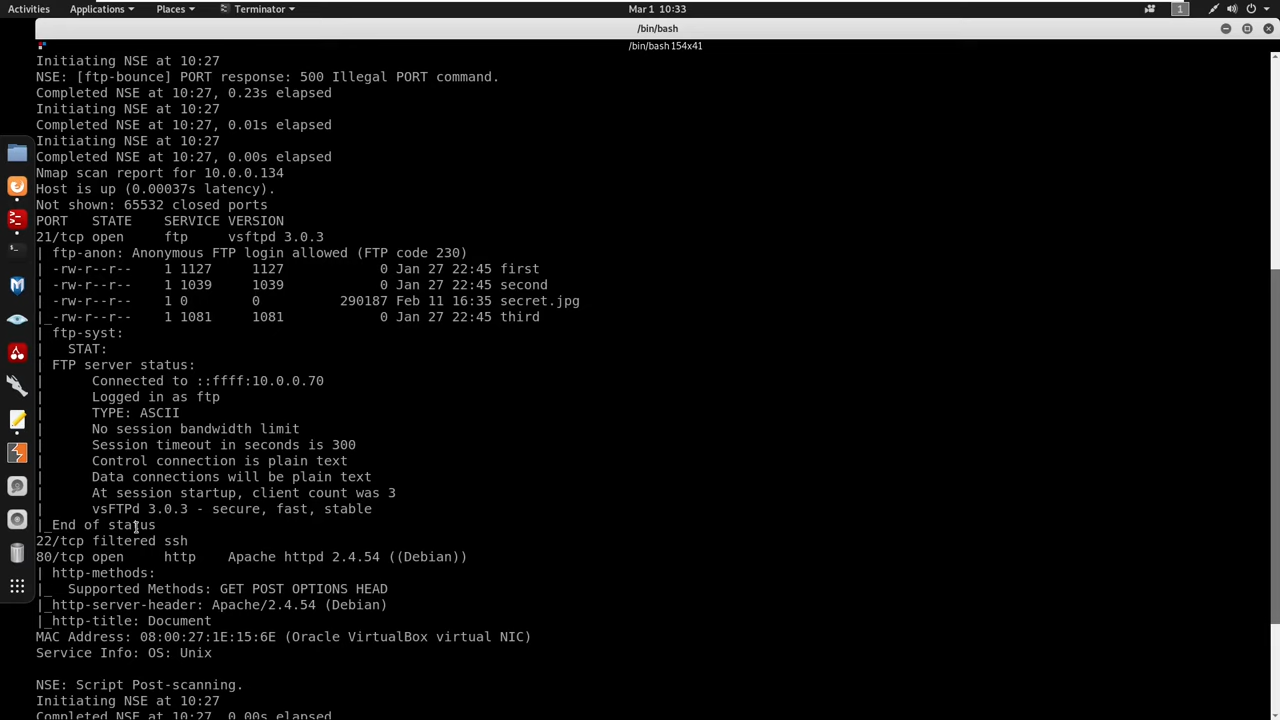 Activities Applications Places Terminator Mar 1 10:33 1
/bin/bash
/bin/bash 154x41
Initiating NSE at 10:27
NSE: [ftp-bounce] PORT response: 500 Illegal PORT command.
Completed NSE at 10:27, 0.23s elapsed
Initiating NSE at 10:27
Completed NSE at 10:27, 0.01s elapsed
Initiating NSE at 10:27
Completed NSE at 10:27, 0.00s elapsed
Nmap scan report for 10.0.0.134
Host is up (0.00037s latency).
Not shown: 65532 closed ports
PORT   STATE    SERVICE VERSION
21/tcp open     ftp     vsftpd 3.0.3
| ftp-anon: Anonymous FTP login allowed (FTP code 230)
| -rw-r--r--    1 1127     1127            0 Jan 27 22:45 first
| -rw-r--r--    1 1039     1039            0 Jan 27 22:45 second
| -rw-r--r--    1 0        0          290187 Feb 11 16:35 secret.jpg
|_-rw-r--r--    1 1081     1081            0 Jan 27 22:45 third
| ftp-syst:
|   STAT:
| FTP server status:
|      Connected to ::ffff:10.0.0.70
|      Logged in as ftp
|      TYPE: ASCII
|      No session bandwidth limit
|      Session timeout in seconds is 300
|      Control connection is plain text
|      Data connections will be plain text
|      At session startup, client count was 3
|      vsFTPd 3.0.3 - secure, fast, stable
|_End of status
22/tcp filtered ssh
80/tcp open     http    Apache httpd 2.4.54 ((Debian))
| http-methods:
|_  Supported Methods: GET POST OPTIONS HEAD
|_http-server-header: Apache/2.4.54 (Debian)
|_http-title: Document
MAC Address: 08:00:27:1E:15:6E (Oracle VirtualBox virtual NIC)
Service Info: OS: Unix
NSE: Script Post-scanning.
Initiating NSE at 10:27
Completed NSE at 10:27, 0.00s elapsed